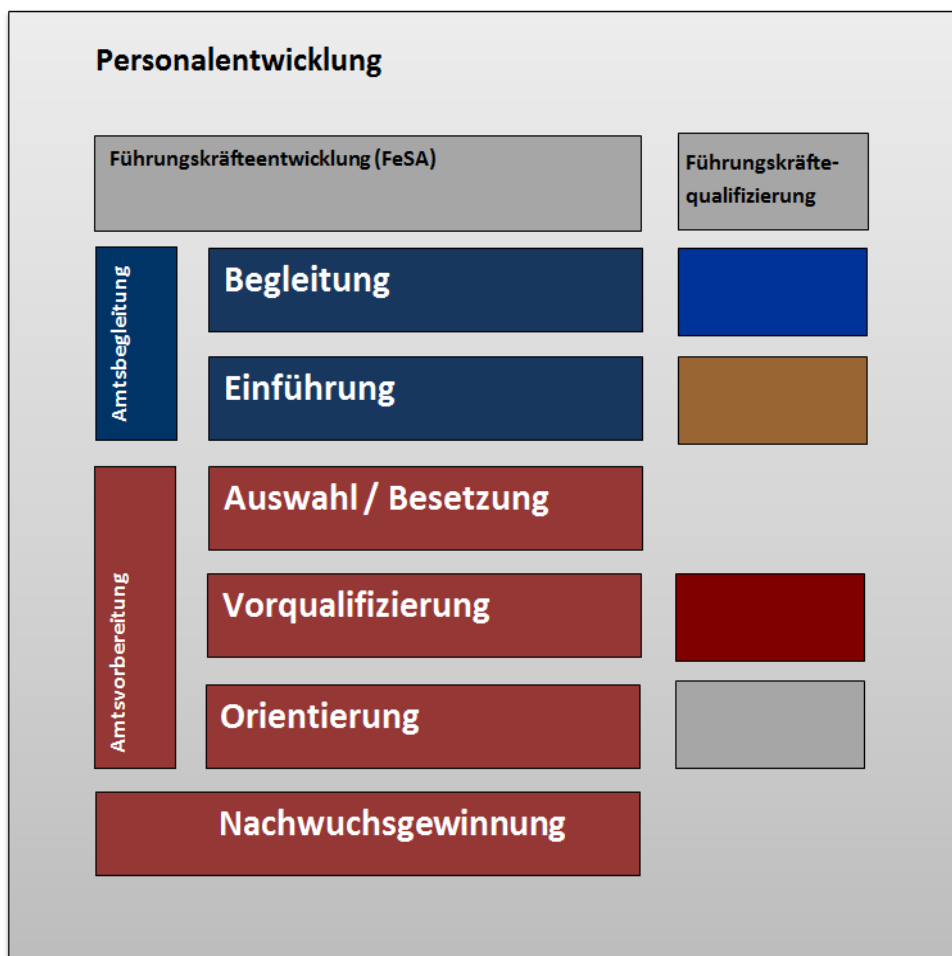 Personalentwicklung
Führungskräfteentwicklung (FeSA)
Führungskräfte-
qualifizierung
Amtsbegleitung
Begleitung
Einführung
Amtsvorbereitung
Auswahl / Besetzung
Vorqualifizierung
Orientierung
Nachwuchsgewinnung